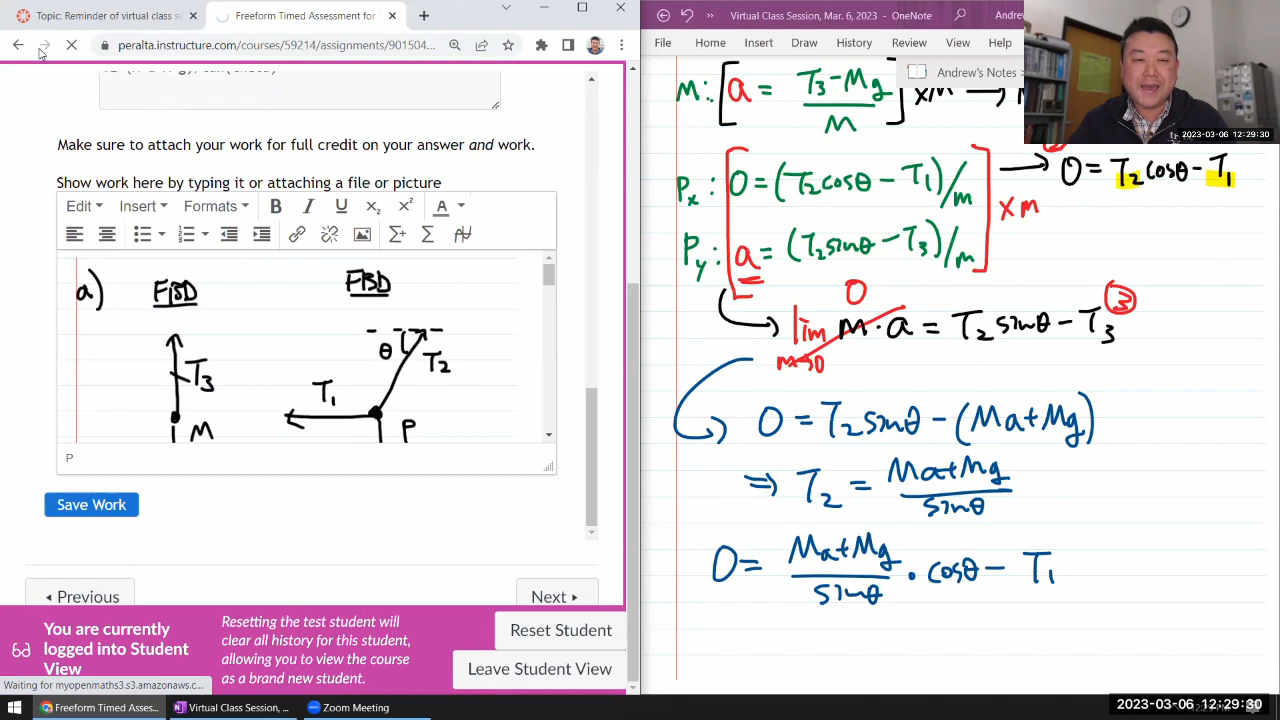 Topic: Reminder of virtual class se
Freeform Timed Assessment for
peralta.instructure.com/courses/59214/assignments/901504...
Make sure to attach your work for full credit on your answer and work.
Show work here by typing it or attaching a file or picture
Edit Insert Formats B I U X₂ X² A
a) FBD FBD
θ T₂
T₃
T₁
M P
P
Save Work
Previous Next
You are currently logged into Student View
Resetting the test student will clear all history for this student, allowing you to view the course as a brand new student.
Reset Student
Leave Student View
Waiting for myopenmaths3.s3.amazonaws.c...
Virtual Class Session, Mar. 6, 2023 - OneNote
Andrew
File Home Insert Draw History Review View Help
Andrew's Notes >
M: [a = (T₃-Mg)/M] ×M →
Px: 0 = (T₂cosθ - T₁)/m → 0 = T₂cosθ - T₁
×m
Py: a = (T₂sinθ - T₃)/m
0
lim m→0 m·a = T₂sinθ - T₃ ③
0 = T₂sinθ - (Ma+Mg)
⇒ T₂ = (Ma+Mg)/sinθ
0 = (Ma+Mg)/sinθ · cosθ - T₁
2023-03-06 12:29:30
Freeform Timed Asses...
Virtual Class Session, ...
Zoom Meeting
2023-03-06 12:29:30